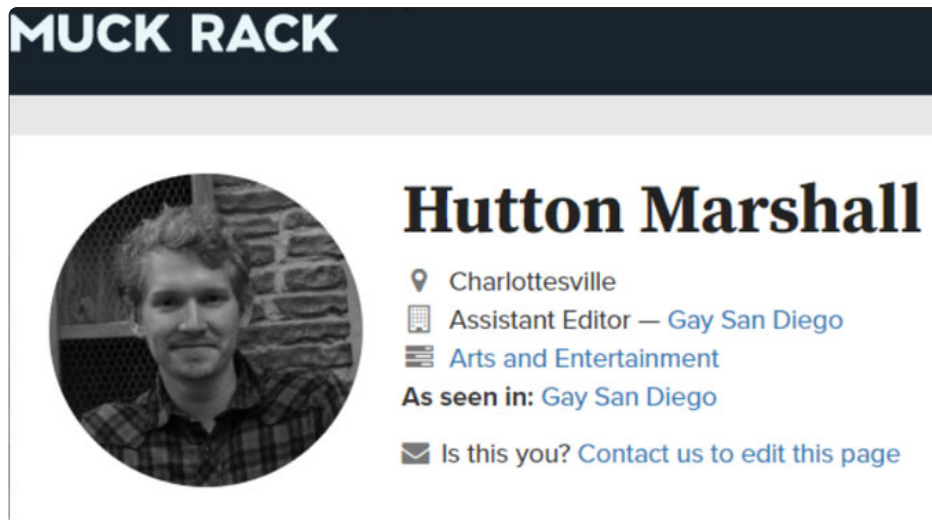 MUCK RACK
Hutton Marshall
Charlottesville
Assistant Editor — Gay San Diego
Arts and Entertainment
As seen in: Gay San Diego
Is this you? Contact us to edit this page